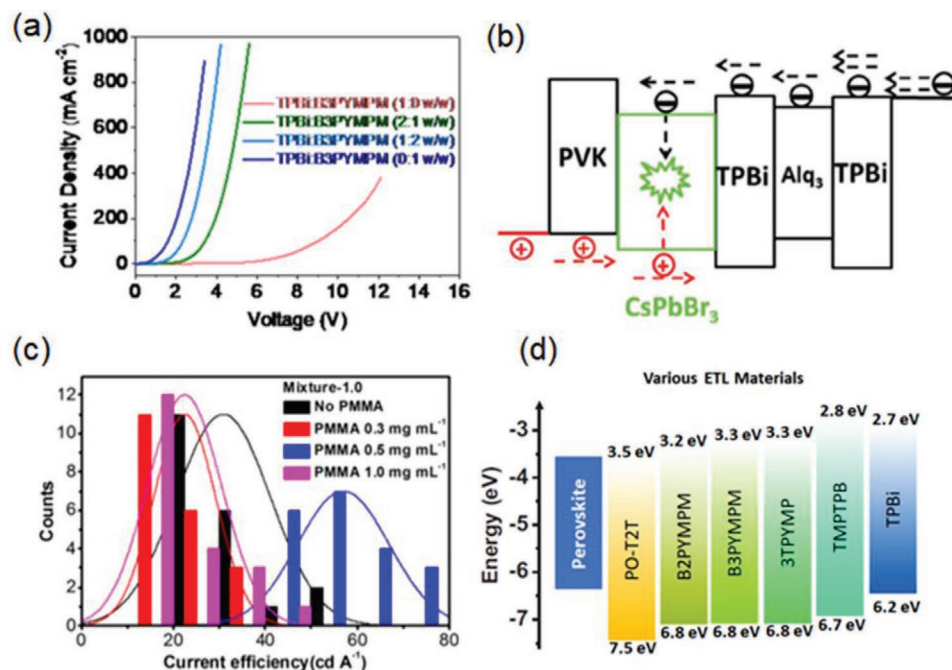 (a)
1000
800
600
400
200
0
Current Density (mA cm⁻²)
TPBi:B3PYMPM (1:0 w/w)
TPBi:B3PYMPM (2:1 w/w)
TPBi:B3PYMPM (1:2 w/w)
TPBi:B3PYMPM (0:1 w/w)
0 2 4 6 8 10 12 14 16
Voltage (V)
(b)
PVK
TPBi
Alq₃
TPBi
CsPbBr₃
(c)
12
10
8
6
4
2
0
Counts
Mixture-1.0
No PMMA
PMMA 0.3 mg mL⁻¹
PMMA 0.5 mg mL⁻¹
PMMA 1.0 mg mL⁻¹
0 20 40 60 80
Current efficiency(cd A⁻¹)
(d)
Various ETL Materials
-3
-4
-5
-6
-7
Energy (eV)
Perovskite
3.5 eV
PO-T2T
7.5 eV
3.2 eV
B2PYMPM
6.8 eV
3.3 eV
B3PYMPM
6.8 eV
3.3 eV
3TPYMP
6.8 eV
2.8 eV
TMPTPB
6.7 eV
2.7 eV
TPBi
6.2 eV